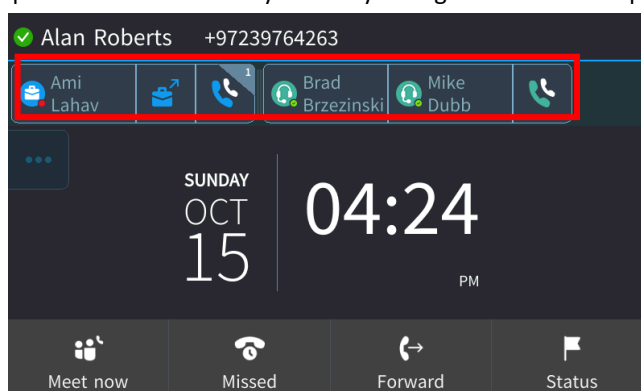 Alan Roberts +97239764263
Ami Lahav
1
Brad Brzezinski
Mike Dubb
SUNDAY
OCT
15
04:24
PM
Meet now
Missed
Forward
Status